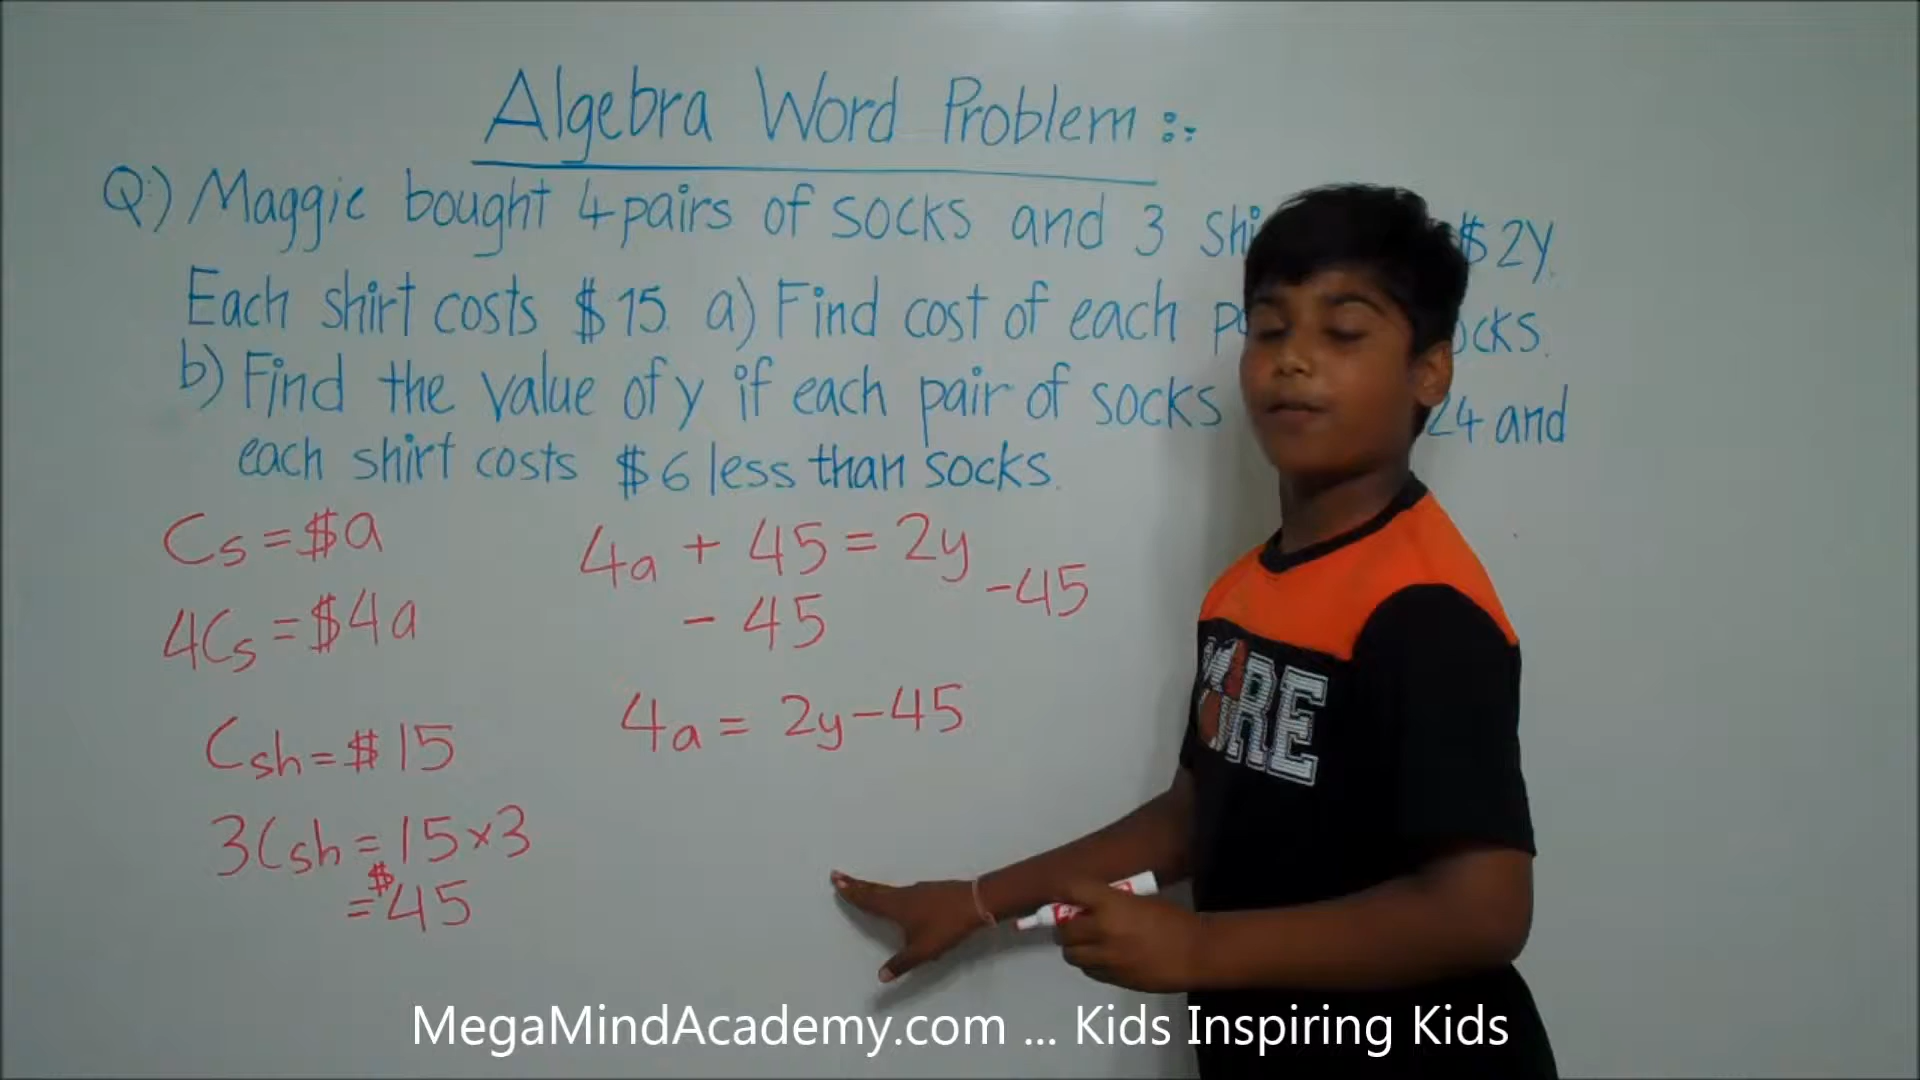 Algebra Word Problem :-
Q) Maggie bought 4 pairs of socks and 3 $2Y.
Each shirt costs $15. a) Find cost of each
b) Find the value of y if each pair of socks 24 and
each shirt costs $6 less than socks.
Cs = $a
4Cs = $4a
Csh = $15
3Csh = 15×3
= $45
4a + 45 = 2y
- 45 -45
4a = 2y-45
MegaMindAcademy.com ... Kids Inspiring Kids